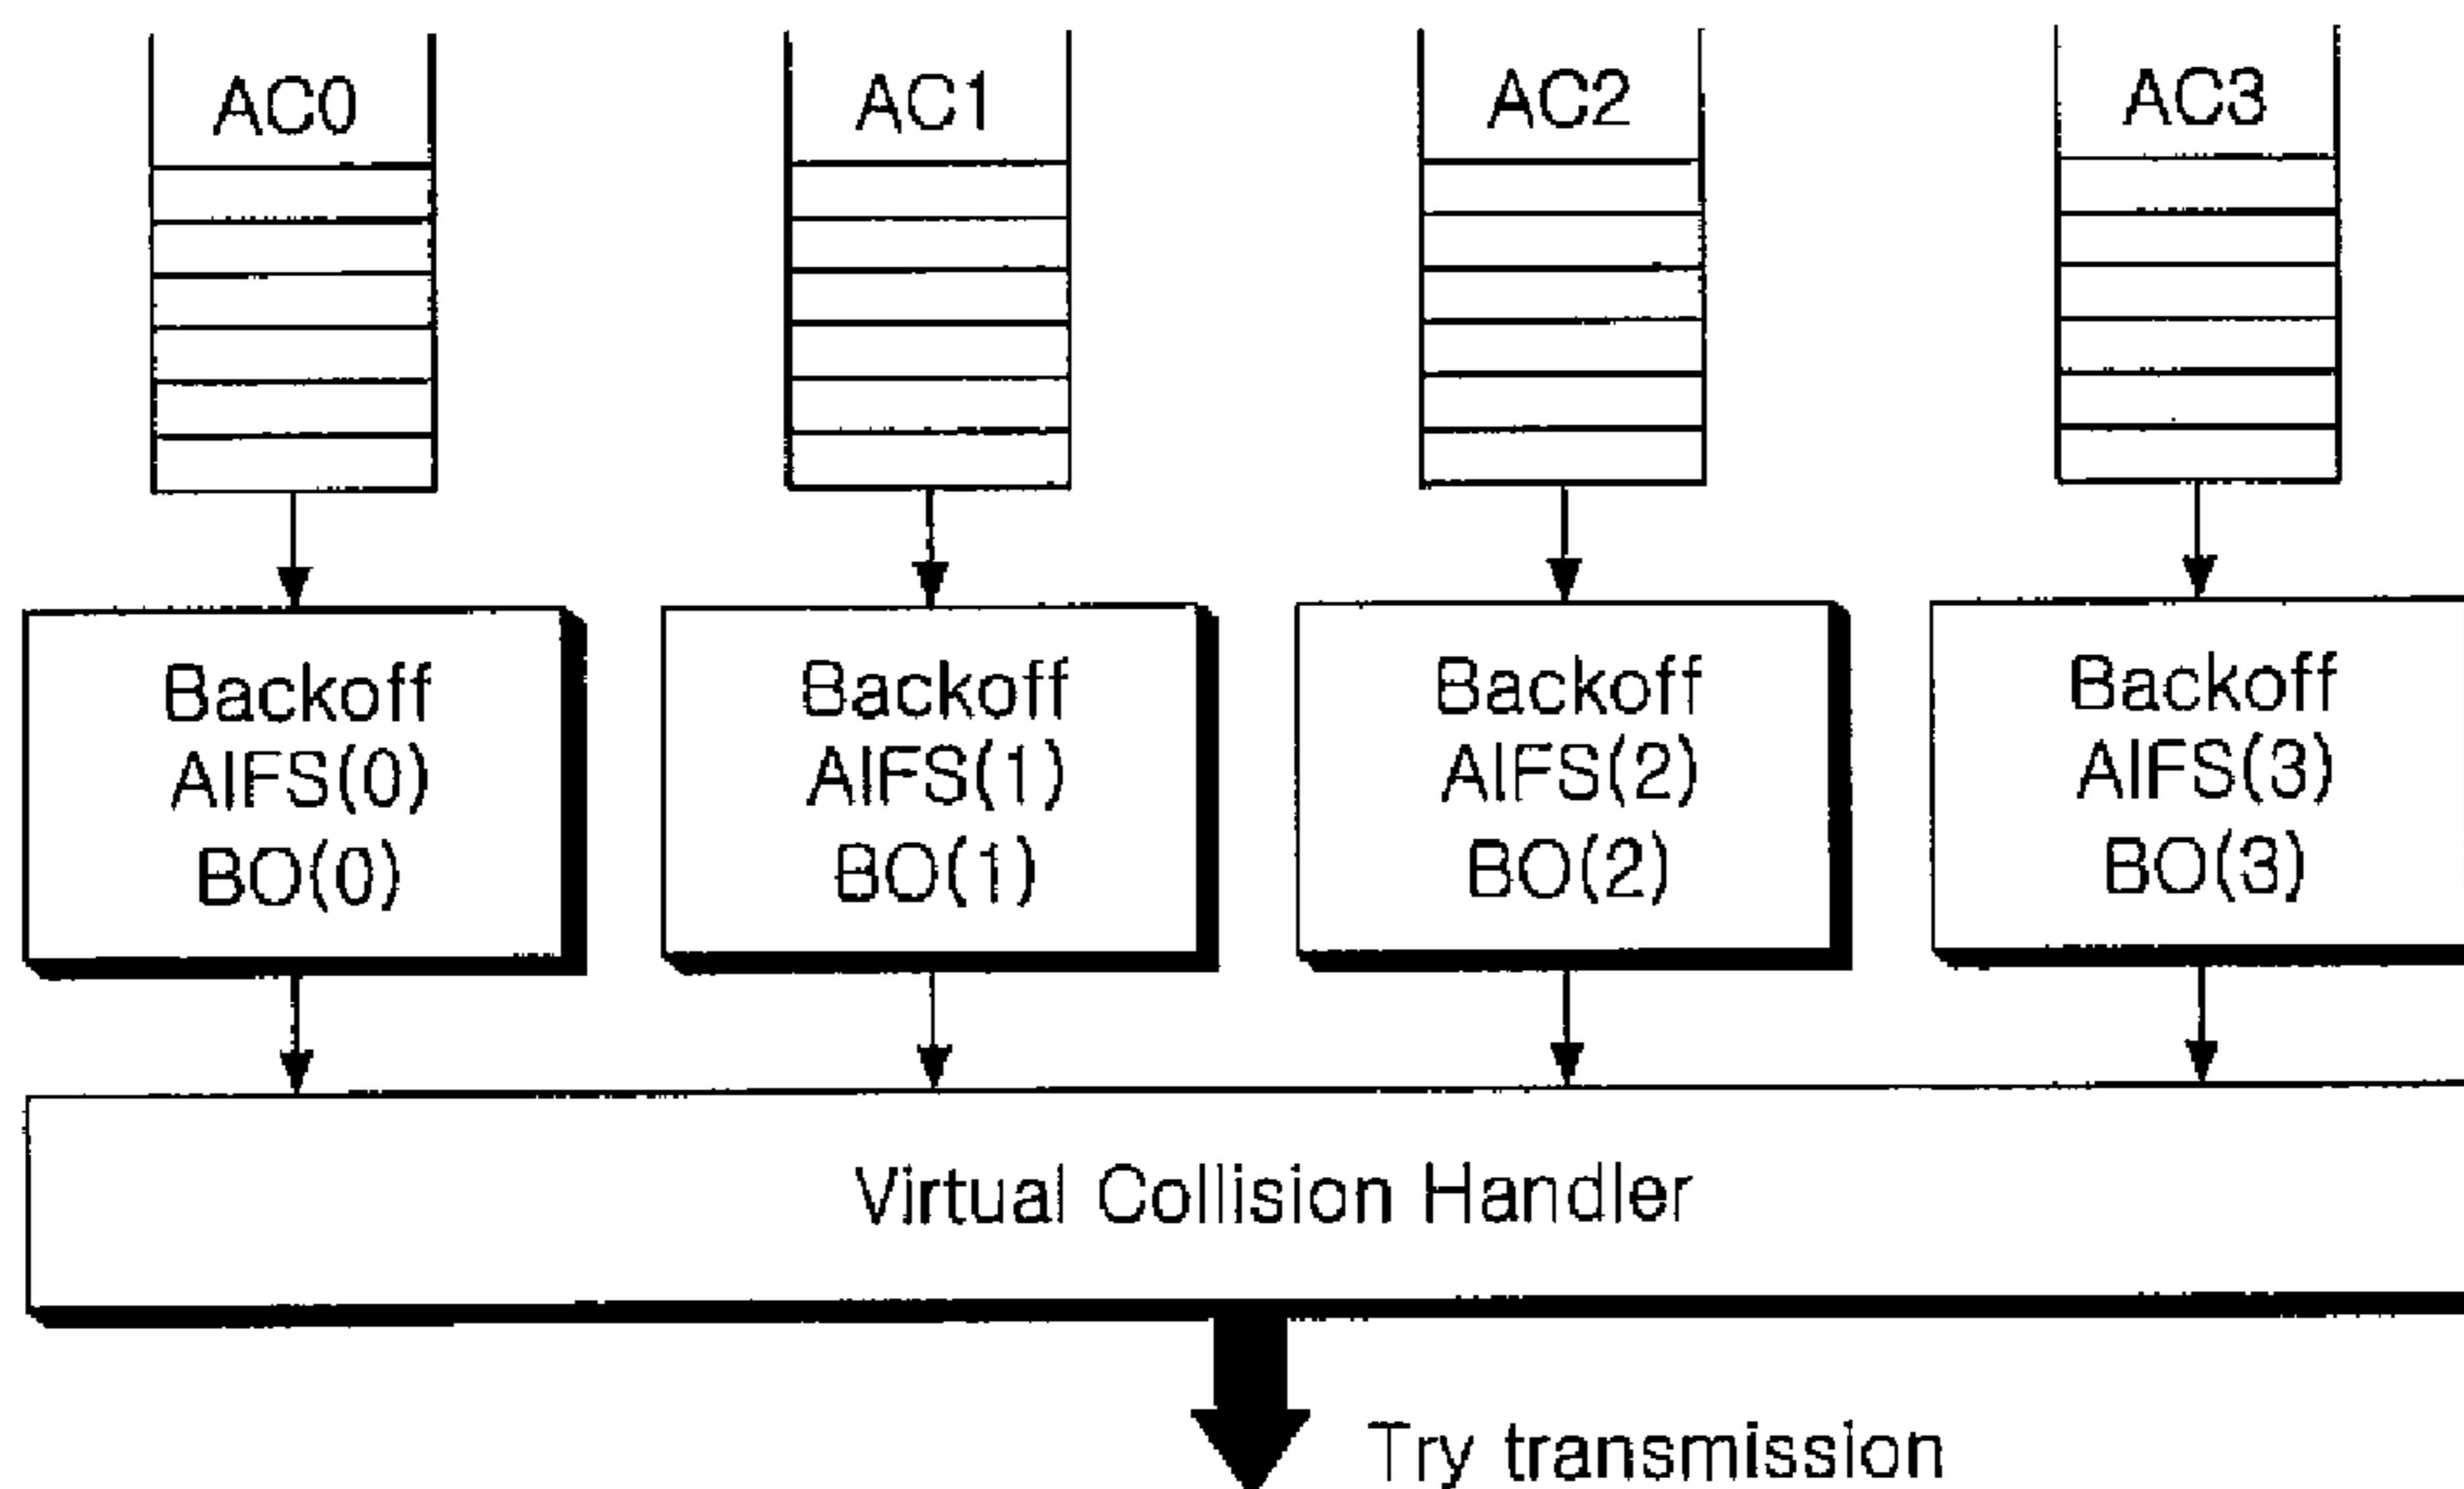 AC0
AC1
AC2
AC3
Backoff
AIFS(0)
BO(0)
Backoff
AIFS(1)
BO(1)
Backoff
AIFS(2)
BO(2)
Backoff
AIFS(3)
BO(3)
Virtual Collision Handler
Try transmission